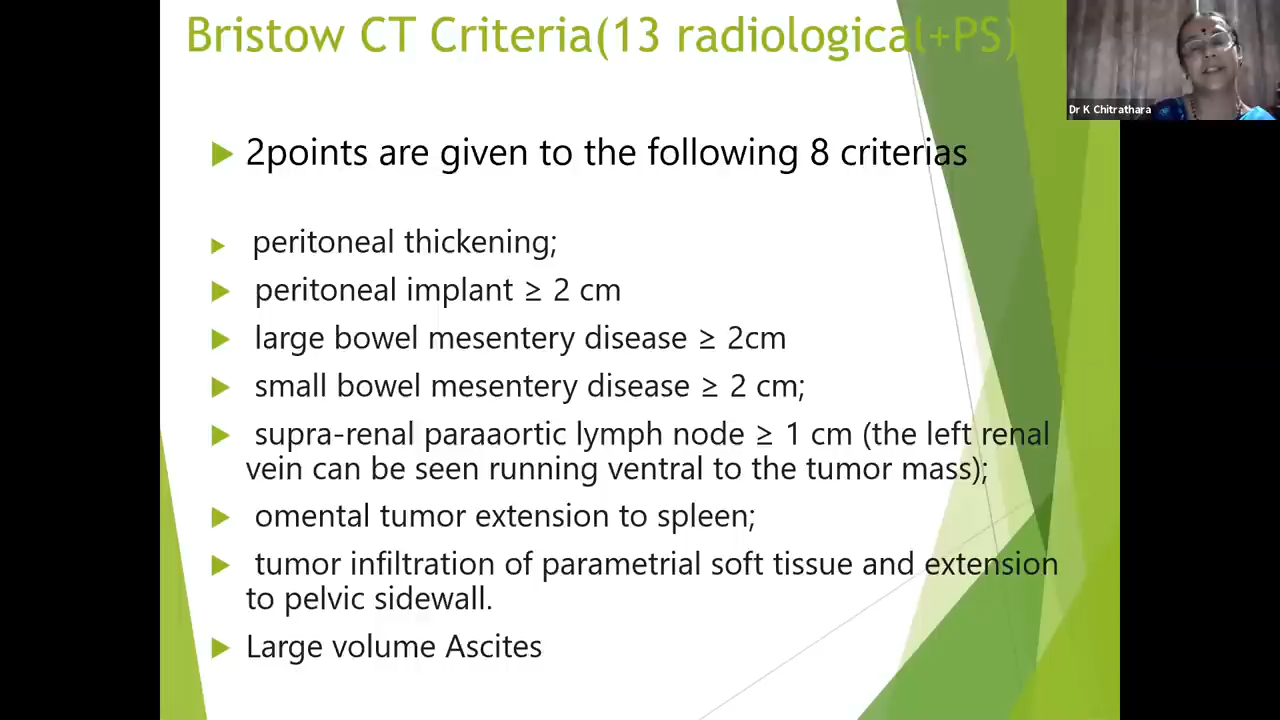 Bristow CT Criteria(13 radiological+PS)
Dr K Chitrathara
2points are given to the following 8 criterias
peritoneal thickening;
peritoneal implant ≥ 2 cm
large bowel mesentery disease ≥ 2cm
small bowel mesentery disease ≥ 2 cm;
supra-renal paraaortic lymph node ≥ 1 cm (the left renal
vein can be seen running ventral to the tumor mass);
omental tumor extension to spleen;
tumor infiltration of parametrial soft tissue and extension
to pelvic sidewall.
Large volume Ascites